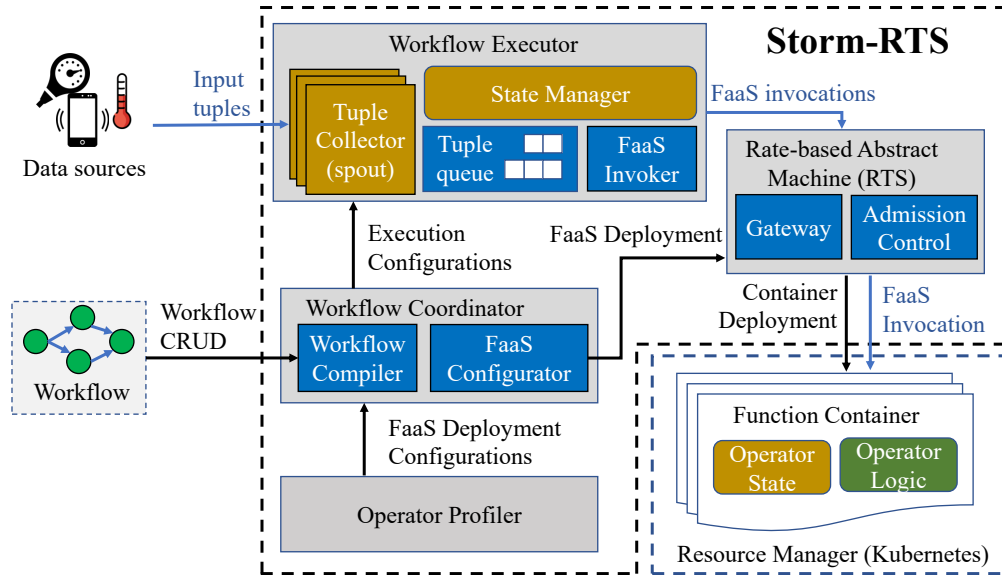 Storm-RTS
Workflow Executor
Input
tuples
Tuple
Collector
(spout)
State Manager
Tuple
queue
FaaS
Invoker
FaaS invocations
Data sources
Rate-based Abstract
Machine (RTS)
Gateway
Admission
Control
Execution
Configurations
FaaS Deployment
Container
Deployment
FaaS
Invocation
Workflow
CRUD
Workflow
Workflow Coordinator
Workflow
Compiler
FaaS
Configurator
FaaS Deployment
Configurations
Operator Profiler
Function Container
Operator
State
Operator
Logic
Resource Manager (Kubernetes)